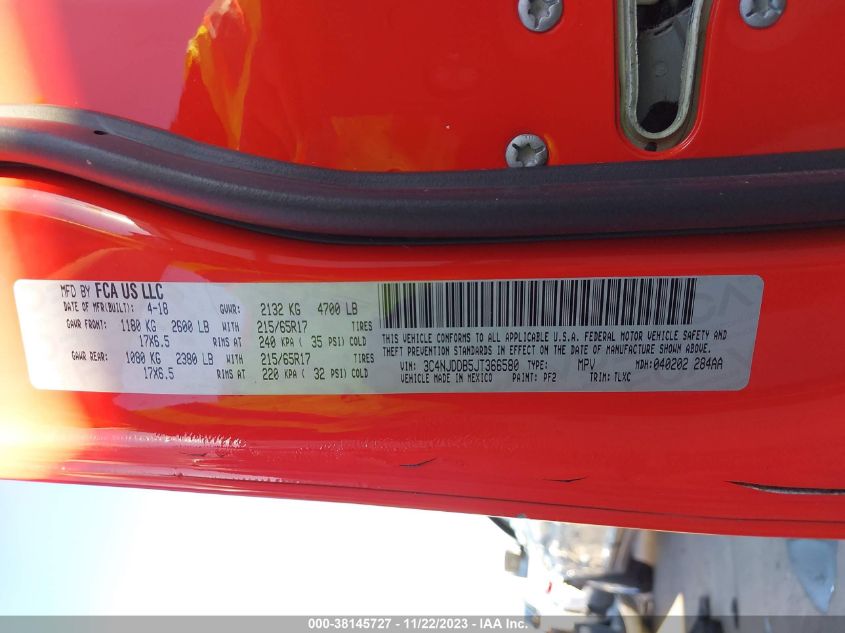 MFD BY FCA US LLC
DATE OF MFR(BUILT): 4-18 GVWR: 2132 KG 4700 LB
GAWR FRONT: 1180 KG 2600 LB WITH 215/65R17 TIRES
17X6.5 RIMS AT 240 KPA ( 35 PSI) COLD
GAWR REAR: 1080 KG 2380 LB WITH 215/65R17 TIRES
17X6.5 RIMS AT 220 KPA ( 32 PSI) COLD
THIS VEHICLE CONFORMS TO ALL APPLICABLE U.S.A. FEDERAL MOTOR VEHICLE SAFETY AND
THEFT PREVENTION STANDARDS IN EFFECT ON THE DATE OF MANUFACTURE SHOWN ABOVE.
VIN: 3C4NJDDB5JT366580 TYPE: MPV MDH: 040202 284AA
VEHICLE MADE IN MEXICO PAINT: PF2 TRIM: TLXC
000-38145727 - 11/22/2023 - IAA Inc.